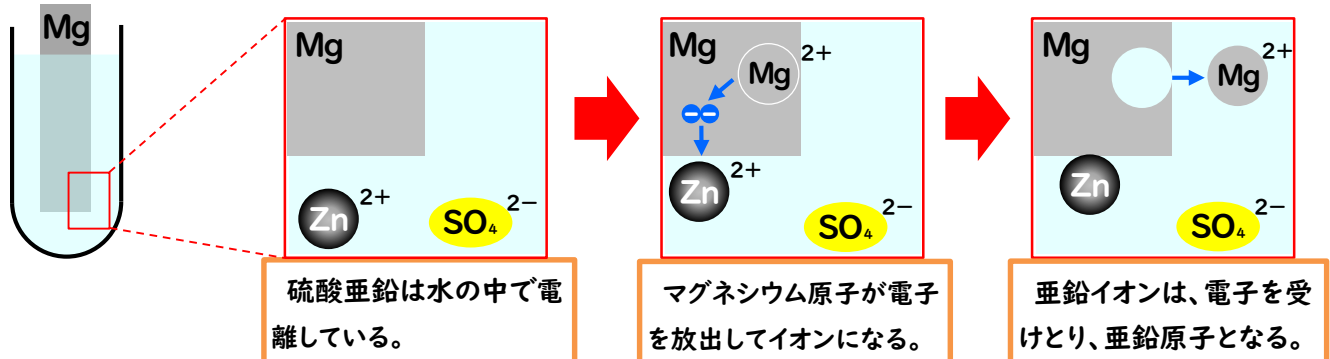 Mg
Mg
Zn 2+
SO₄ 2−
硫酸亜鉛は水の中で電
離している。
Mg
Mg 2+
−−
Zn 2+
SO₄ 2−
マグネシウム原子が電子
を放出してイオンになる。
Mg
Mg 2+
Zn
SO₄ 2−
亜鉛イオンは、電子を受
けとり、亜鉛原子となる。